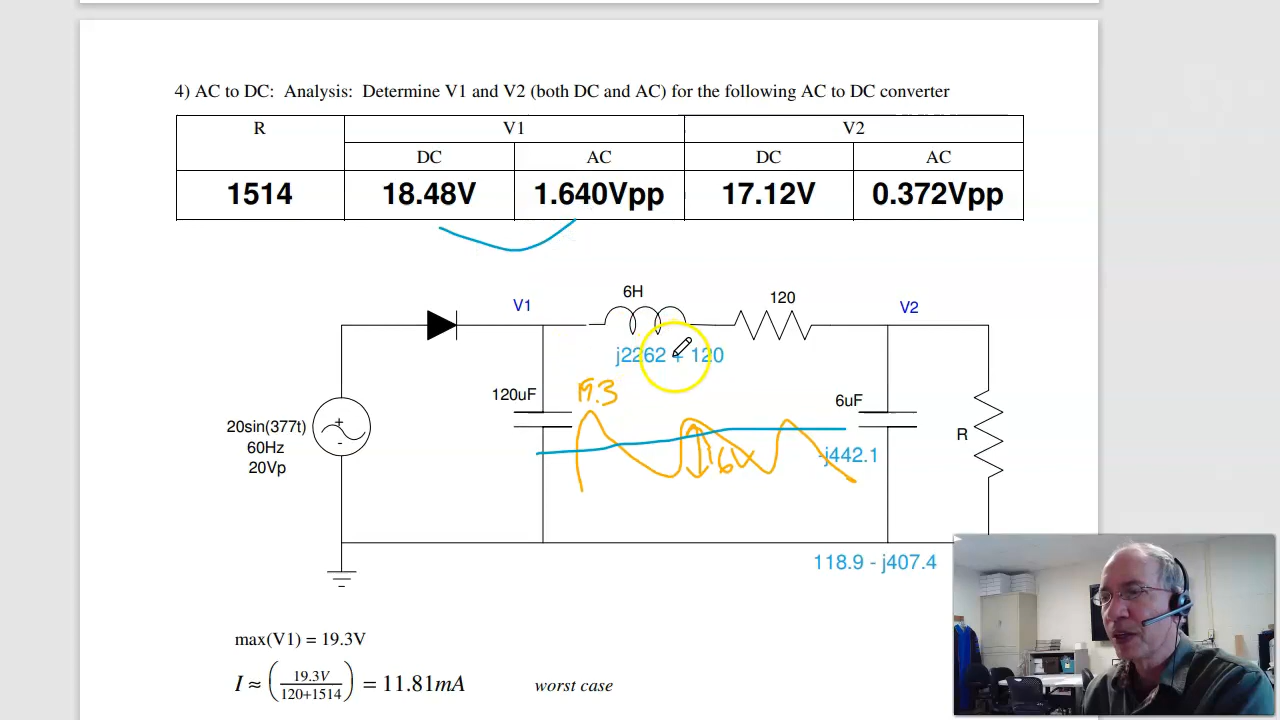 4) AC to DC: Analysis: Determine V1 and V2 (both DC and AC) for the following AC to DC converter
R V1 V2
DC AC DC AC
1514 18.48V 1.640Vpp 17.12V 0.372Vpp
6H
120
V1
V2
j2262 + 120
120uF
19.3
6uF
20sin(377t)
60Hz
20Vp
+
-
R
1.6V
-j442.1
118.9 - j407.4
max(V1) = 19.3V
I ≈ (19.3V / 120+1514) = 11.81mA worst case